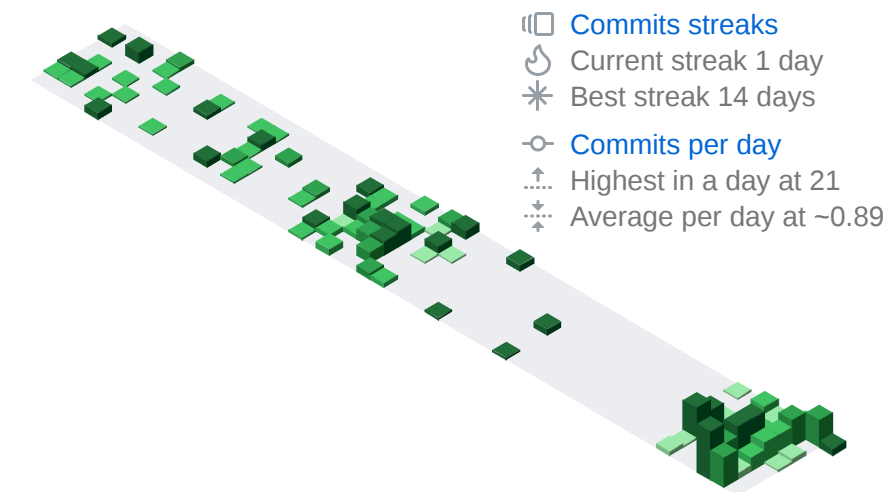 Commits streaks
Current streak 1 day
Best streak 14 days
Commits per day
Highest in a day at 21
Average per day at ~0.89